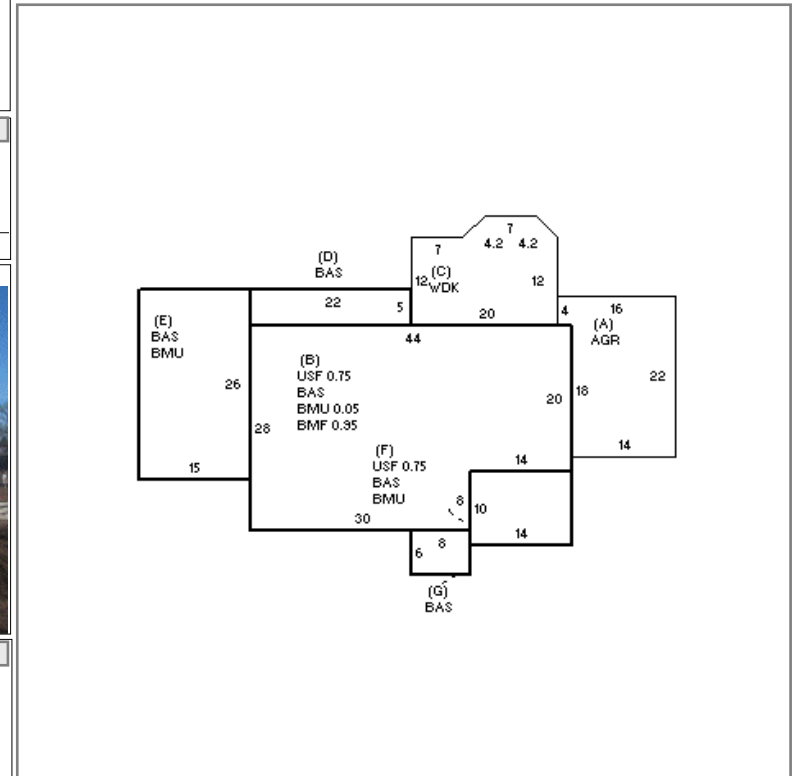 7
4.2 4.2
7
(D)
BAS
12
(C)
WDK
12
22
5
20
4
16
(A)
AGR
(E)
BAS
BMU
44
(B)
USF 0.75
BAS
BMU 0.05
BMF 0.95
26
20
18
22
28
(F)
USF 0.75
BAS
BMU
14
14
15
8
10
30
14
6
8
(G)
BAS